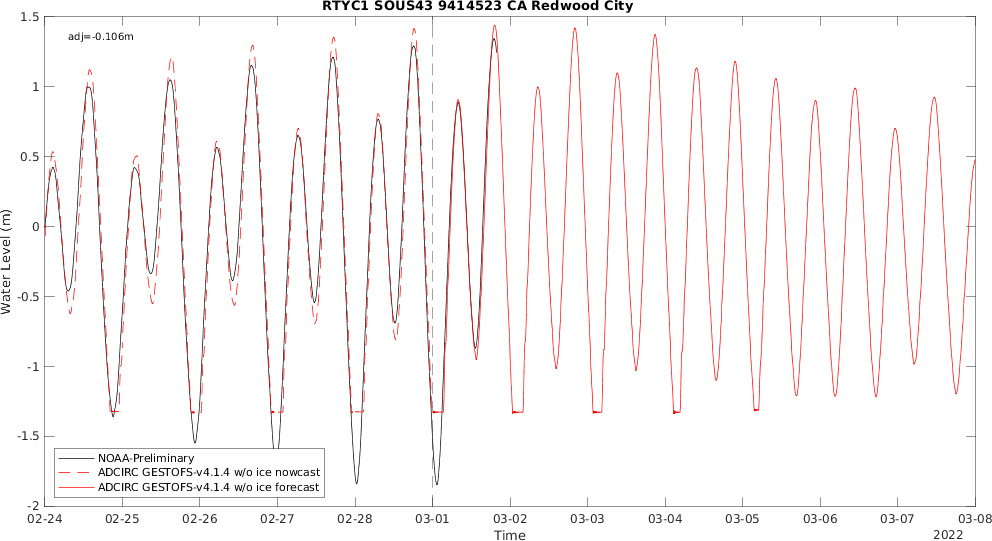 RTYC1 SOUS43 9414523 CA Redwood City
adj=-0.106m
1.5
1
0.5
0
-0.5
-1
-1.5
-2
Water Level (m)
NOAA-Preliminary
ADCIRC GESTOFS-v4.1.4 w/o ice nowcast
ADCIRC GESTOFS-v4.1.4 w/o ice forecast
02-24 02-25 02-26 02-27 02-28 03-01 03-02 03-03 03-04 03-05 03-06 03-07 03-08
Time
2022